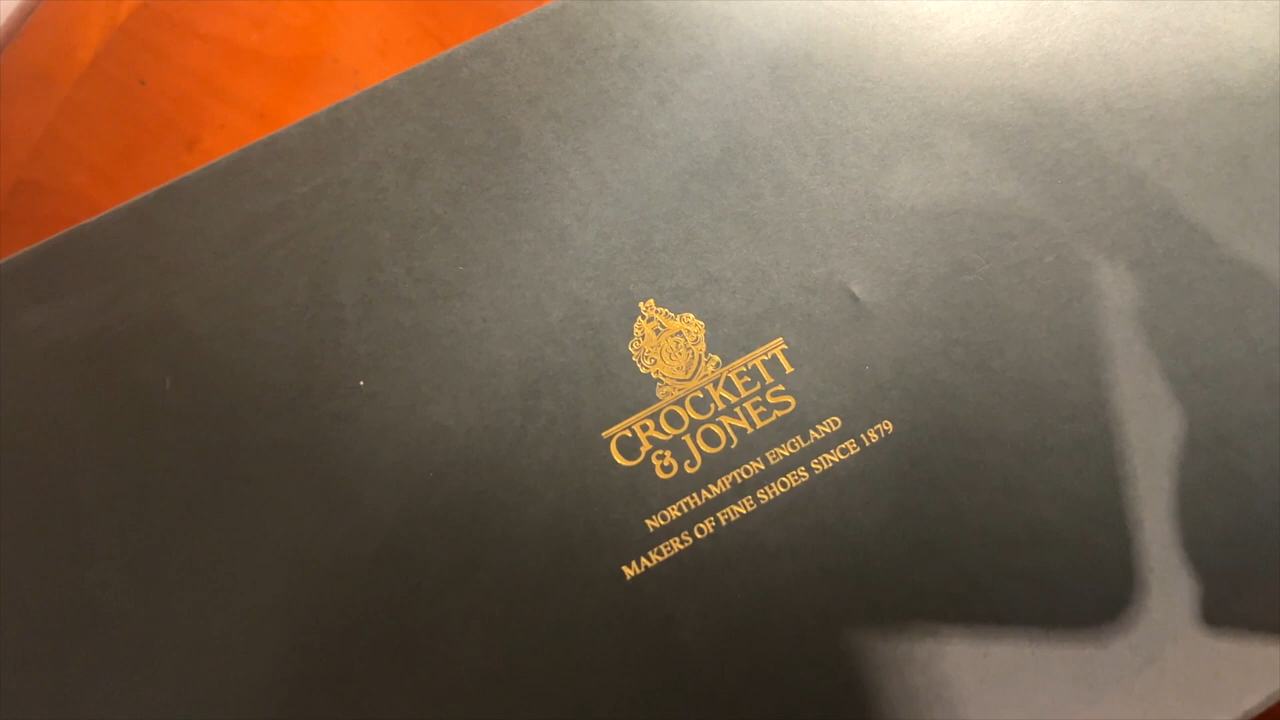 CROCKETT
& JONES
NORTHAMPTON ENGLAND
MAKERS OF FINE SHOES SINCE 1879